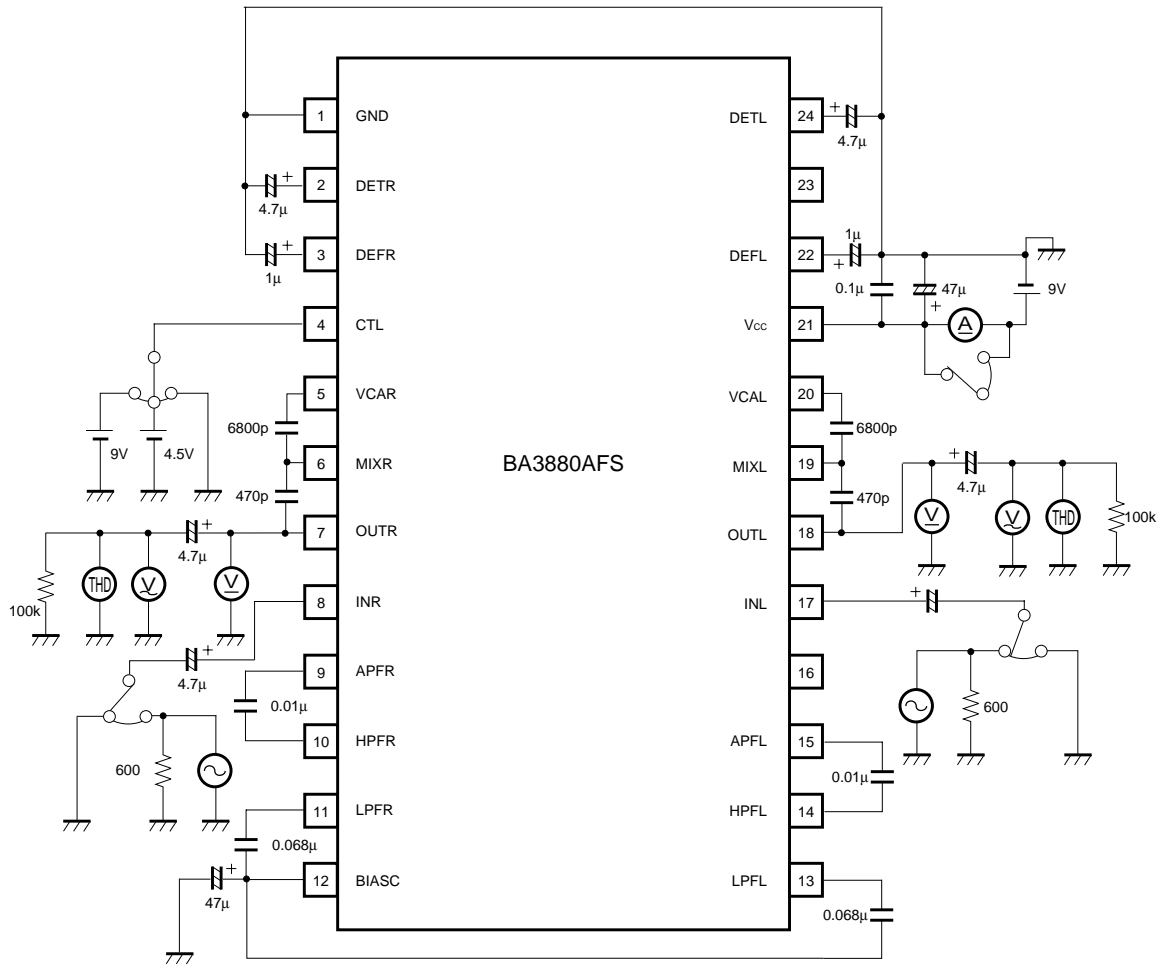 1
GND
DETL
24
+
4.7µ
2
DETR
+
4.7µ
23
3
DEFR
+
1µ
DEFL
22
1µ
+
0.1µ
47µ
+
9V
4
CTL
Vcc
21
A
9V
4.5V
5
VCAR
VCAL
20
6800p
6800p
6
MIXR
BA3880AFS
MIXL
19
470p
470p
7
OUTR
OUTL
18
+
4.7µ
+
4.7µ
100k
THD
V
V
V
V
THD
100k
8
INR
INL
17
+
+
4.7µ
9
APFR
16
0.01µ
600
10
HPFR
APFL
15
600
0.01µ
11
LPFR
HPFL
14
0.068µ
12
BIASC
LPFL
13
+
47µ
0.068µ